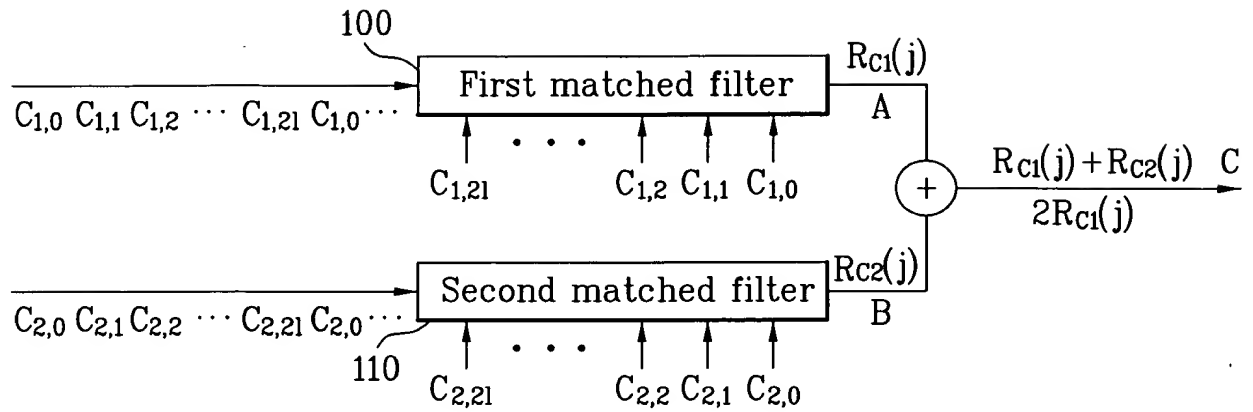 100
First matched filter
RC1(j)
A
C1,0 C1,1 C1,2 ··· C1,21 C1,0 ···
• • •
C1,21 C1,2 C1,1 C1,0
+
RC1(j)+RC2(j) C
2RC1(j)
Second matched filter
RC2(j)
B
C2,0 C2,1 C2,2 ··· C2,21 C2,0 ···
110
• • •
C2,21 C2,2 C2,1 C2,0